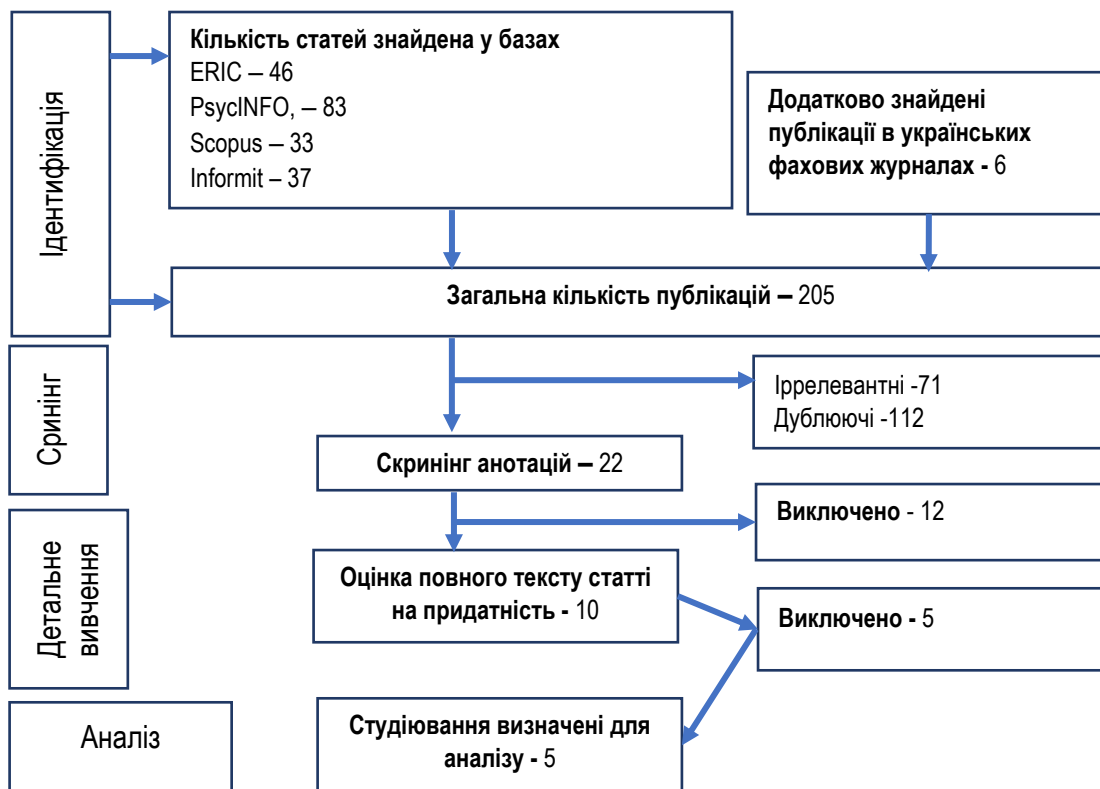 Ідентифікація
Кількість статей знайдена у базах
ERIC – 46
PsycINFO, – 83
Scopus – 33
Informit – 37
Додатково знайдені
публікації в українських
фахових журналах - 6
Загальна кількість публікацій – 205
Сринінг
Іррелевантні -71
Дублюючі -112
Скринінг анотацій – 22
Виключено - 12
Детальне
вивчення
Оцінка повного тексту статті
на придатність - 10
Виключено - 5
Аналіз
Студіювання визначені для
аналізу - 5